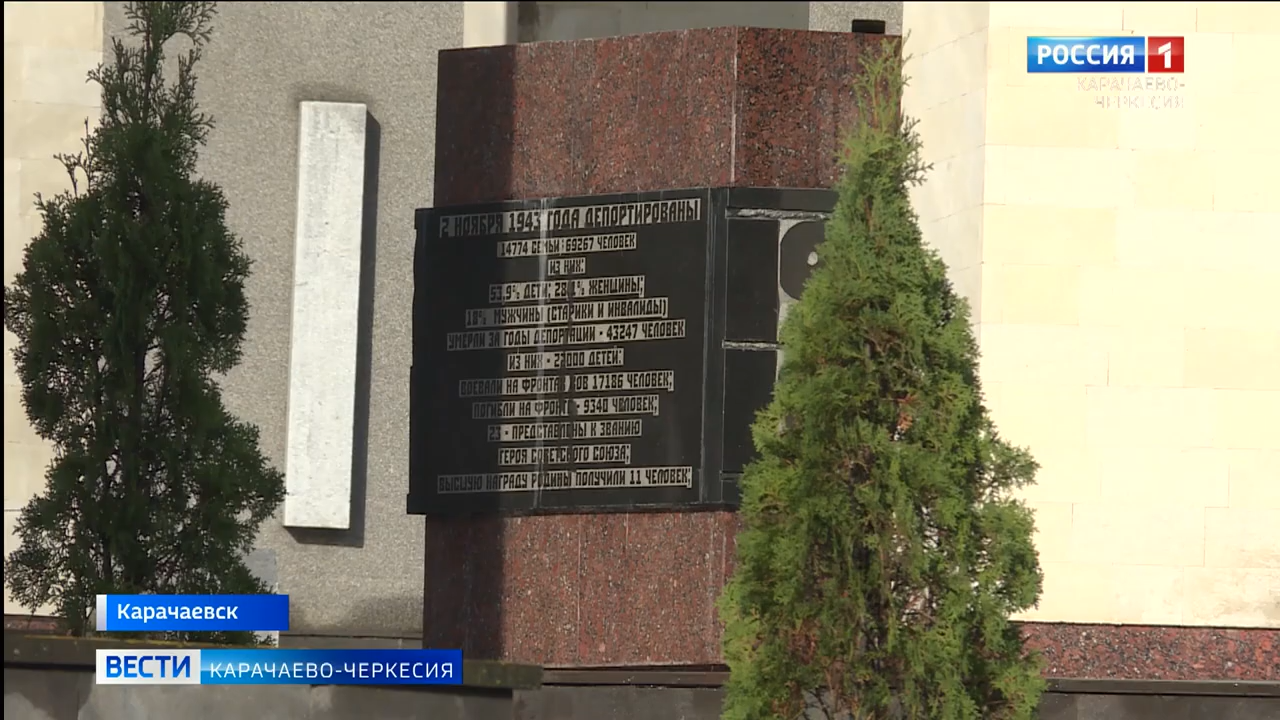 РОССИЯ 1
КАРАЧАЕВО-
ЧЕРКЕСИЯ
2 НОЯБРЯ 1943 ГОДА ДЕПОРТИРОВАНЫ
14774 СЕМЬИ 69267 ЧЕЛОВЕК
ИЗ НИХ:
53,9% ДЕТИ; 28,1% ЖЕНЩИНЫ;
18% МУЖЧИНЫ (СТАРИКИ И ИНВАЛИДЫ)
УМЕРЛИ ЗА ГОДЫ ДЕПОРТАЦИИ - 43247 ЧЕЛОВЕК
ИЗ НИХ - 22000 ДЕТЕЙ;
ВОЕВАЛИ НА ФРОНТАХ ВОВ 17186 ЧЕЛОВЕК;
ПОГИБЛИ НА ФРОНТЕ - 9340 ЧЕЛОВЕК;
23 - ПРЕДСТАВЛЕНЫ К ЗВАНИЮ
ГЕРОЯ СОВЕТСКОГО СОЮЗА;
ВЫСШУЮ НАГРАДУ РОДИНЫ ПОЛУЧИЛИ 11 ЧЕЛОВЕК;
Карачаевск
ВЕСТИ КАРАЧАЕВО-ЧЕРКЕСИЯ